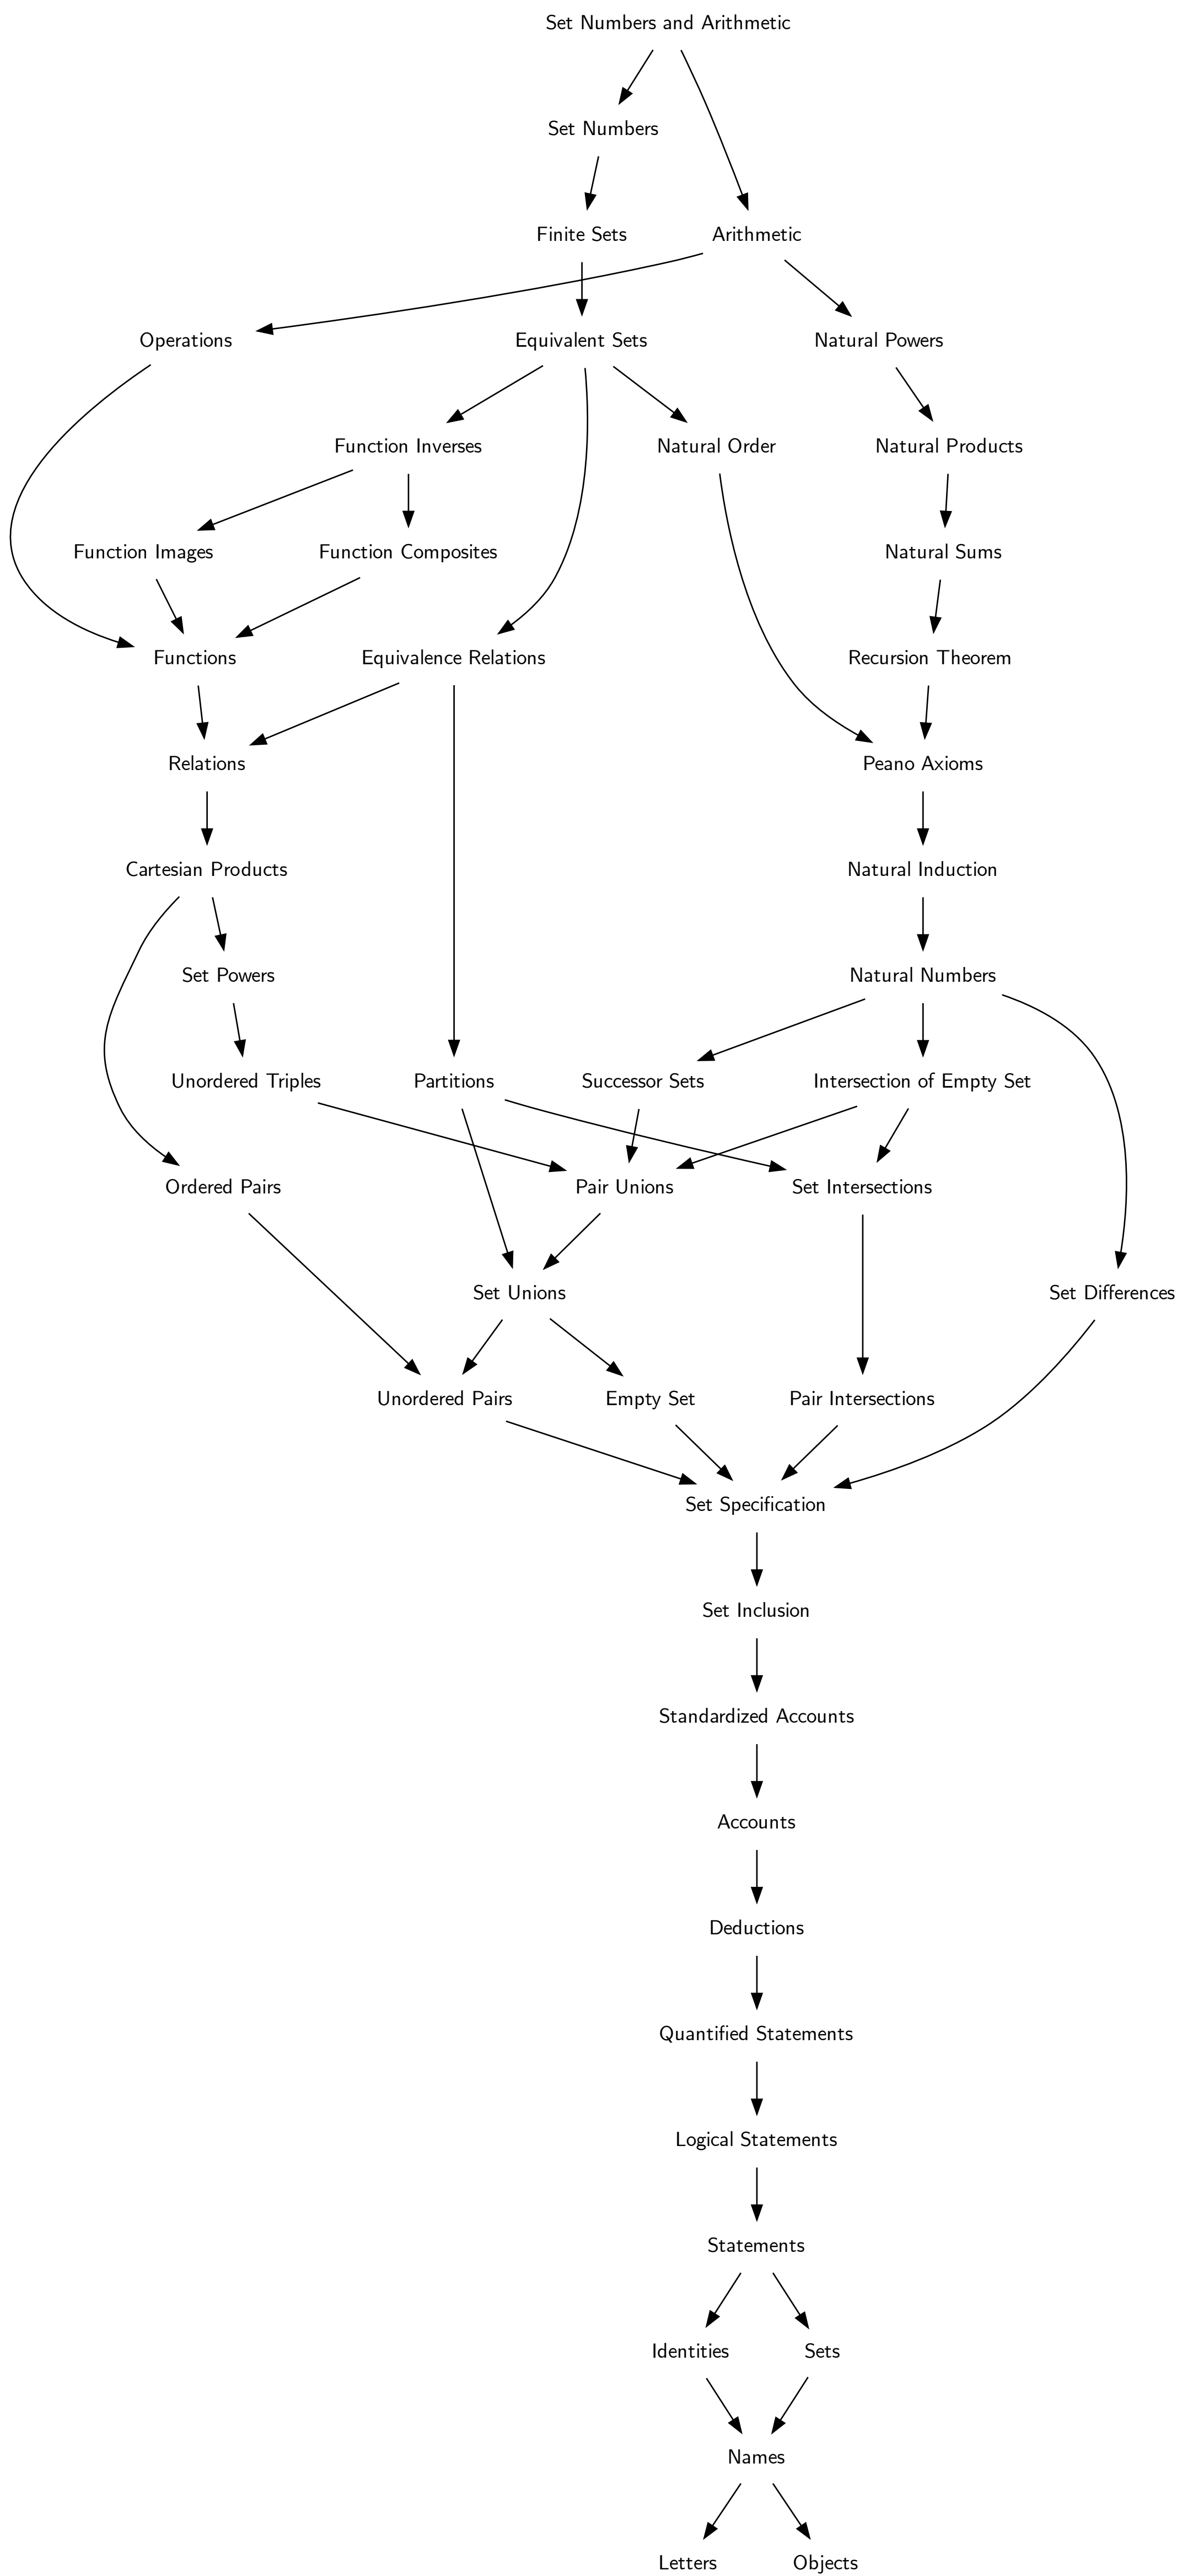 Set Numbers and Arithmetic
Set Numbers
Finite Sets
Arithmetic
Operations
Equivalent Sets
Natural Powers
Function Inverses
Natural Order
Natural Products
Function Images
Function Composites
Natural Sums
Functions
Equivalence Relations
Recursion Theorem
Relations
Peano Axioms
Cartesian Products
Natural Induction
Set Powers
Natural Numbers
Unordered Triples
Partitions
Successor Sets
Intersection of Empty Set
Ordered Pairs
Pair Unions
Set Intersections
Set Unions
Set Differences
Unordered Pairs
Empty Set
Pair Intersections
Set Specification
Set Inclusion
Standardized Accounts
Accounts
Deductions
Quantified Statements
Logical Statements
Statements
Identities
Sets
Names
Letters
Objects